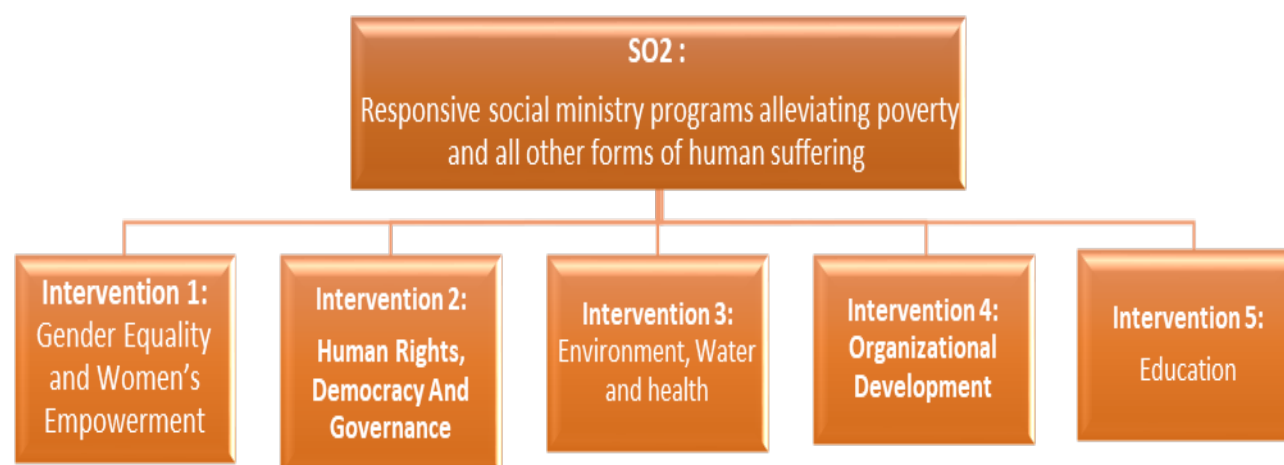 SO2 :
Responsive social ministry programs alleviating poverty
and all other forms of human suffering
Intervention 1:
Gender Equality
and Women’s
Empowerment
Intervention 2:
Human Rights,
Democracy And
Governance
Intervention 3:
Environment, Water
and health
Intervention 4:
Organizational
Development
Intervention 5:
Education